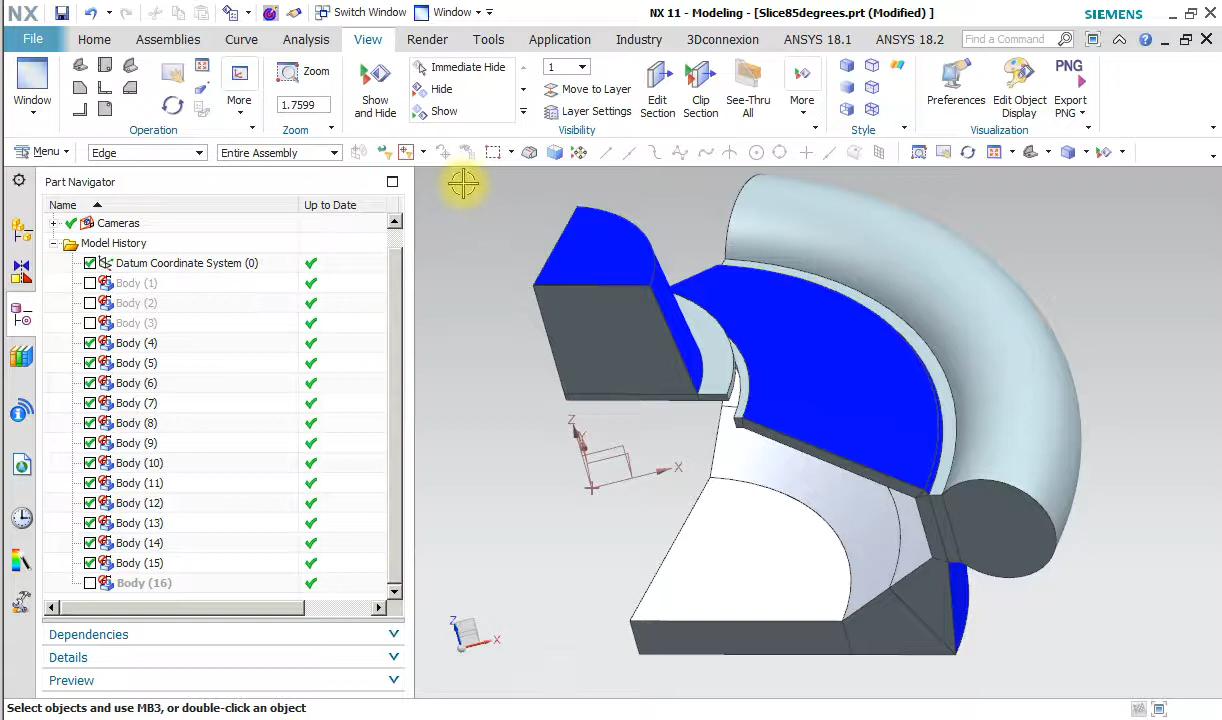 NX Switch Window Window NX 11 - Modeling - [Slice85degrees.prt (Modified) ] SIEMENS
File Home Assemblies Curve Analysis View Render Tools Application Industry 3Dconnexion ANSYS 18.1 ANSYS 18.2 Find a Command
Window
Zoom
1.7599
More
Show and Hide
Immediate Hide
Hide
Show
1
Move to Layer
Layer Settings
Edit Section
Clip Section
See-Thru All
More
Preferences
Edit Object Display
PNG
Export PNG
Operation Zoom Visibility Style Visualization
Menu Edge Entire Assembly
Part Navigator
Name Up to Date
Cameras
Model History
Datum Coordinate System (0)
Body (1)
Body (2)
Body (3)
Body (4)
Body (5)
Body (6)
Body (7)
Body (8)
Body (9)
Body (10)
Body (11)
Body (12)
Body (13)
Body (14)
Body (15)
Body (16)
Dependencies
Details
Preview
Z
Y
X
Z
X
Select objects and use MB3, or double-click an object